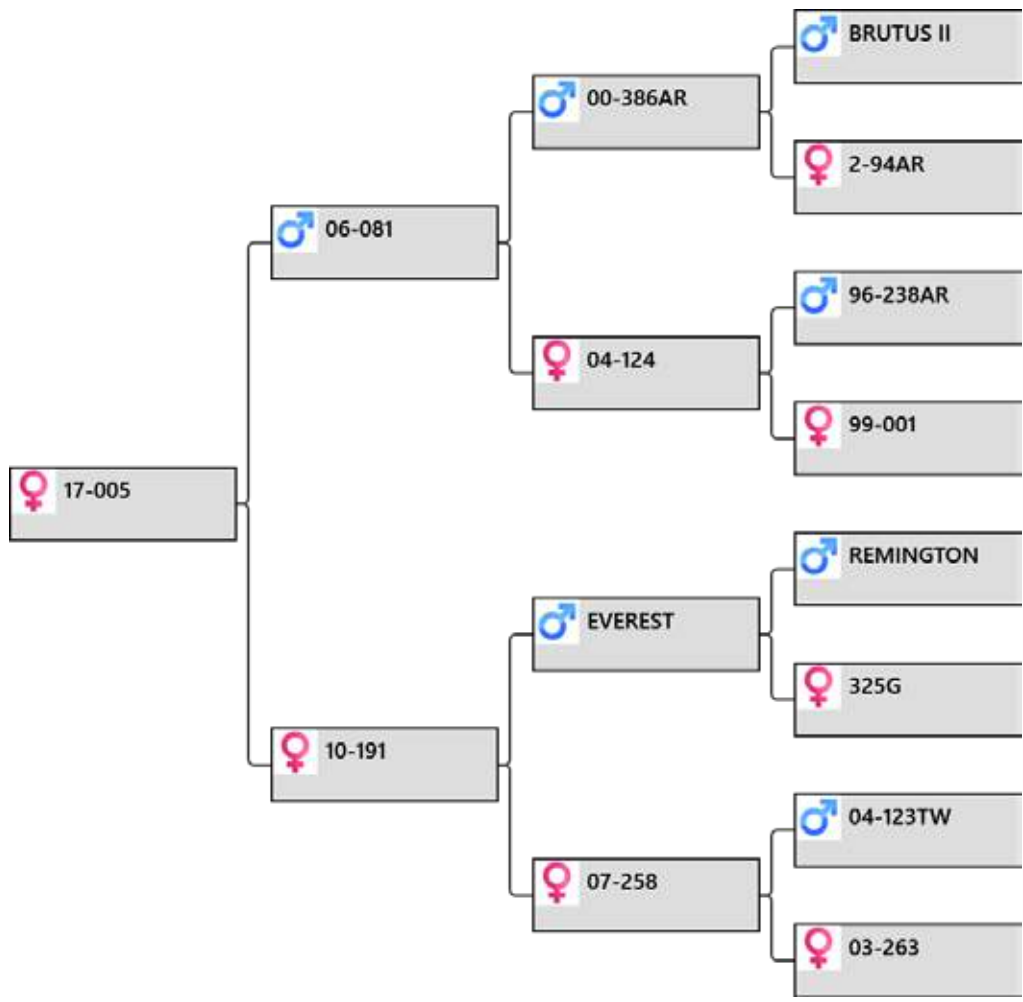 BRUTUS II
00-386AR
2-94AR
06-081
96-238AR
04-124
99-001
17-005
REMINGTON
EVEREST
325G
10-191
04-123TW
07-258
03-263